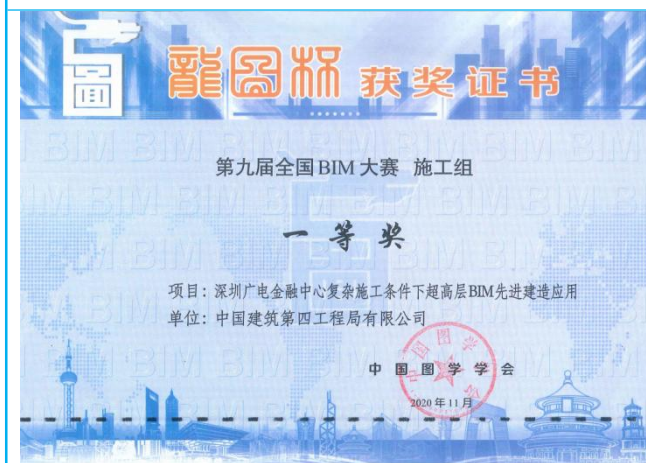 圖
龍圖杯 获奖证书
第九届全国BIM大赛 施工组
一等奖
项目：深圳广电金融中心复杂施工条件下超高层BIM先进建造应用
单位：中国建筑第四工程局有限公司
中国图学学会
2020年11月